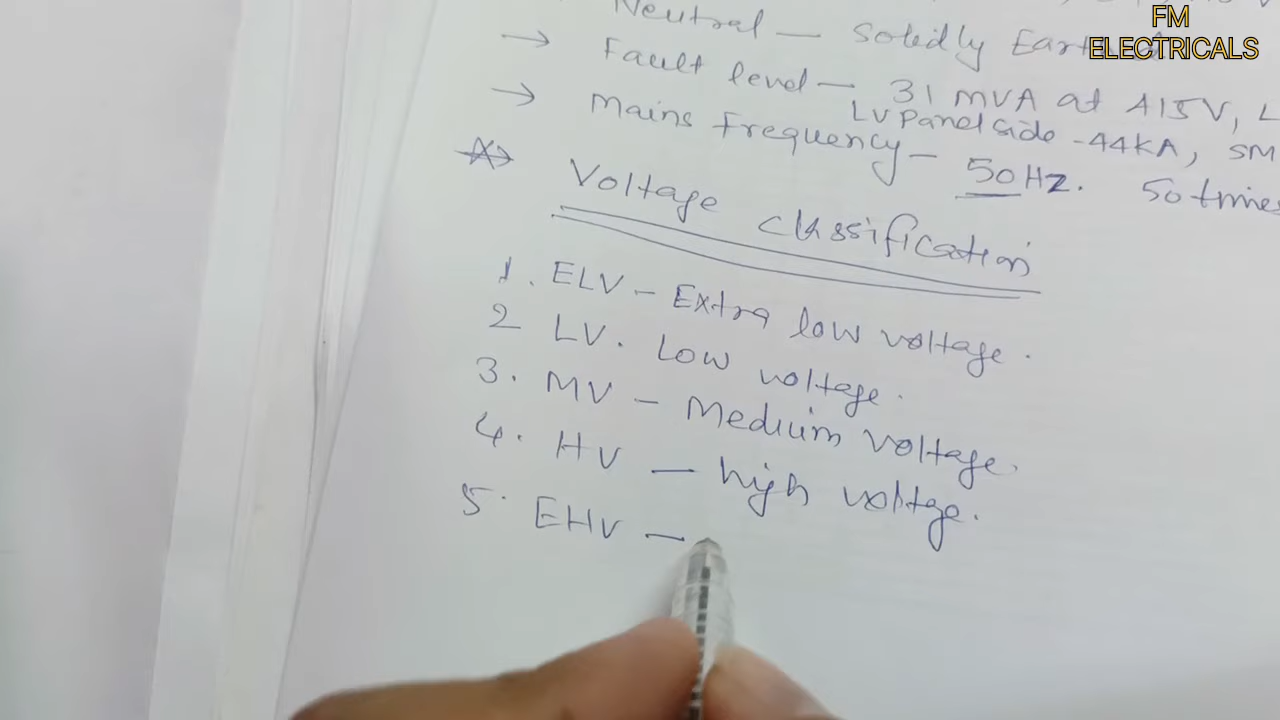 FM
ELECTRICALS
Neutral — Solidly
→ Fault level — 31 MVA at 415V, L
LV Panel side - 44kA, SM
→ Mains Frequency — 50Hz. 50 times
Voltage classification
1. ELV — Extra low voltage.
2 LV. Low voltage.
3. MV — Medium voltage.
4. HV — high voltage.
5. EHV —